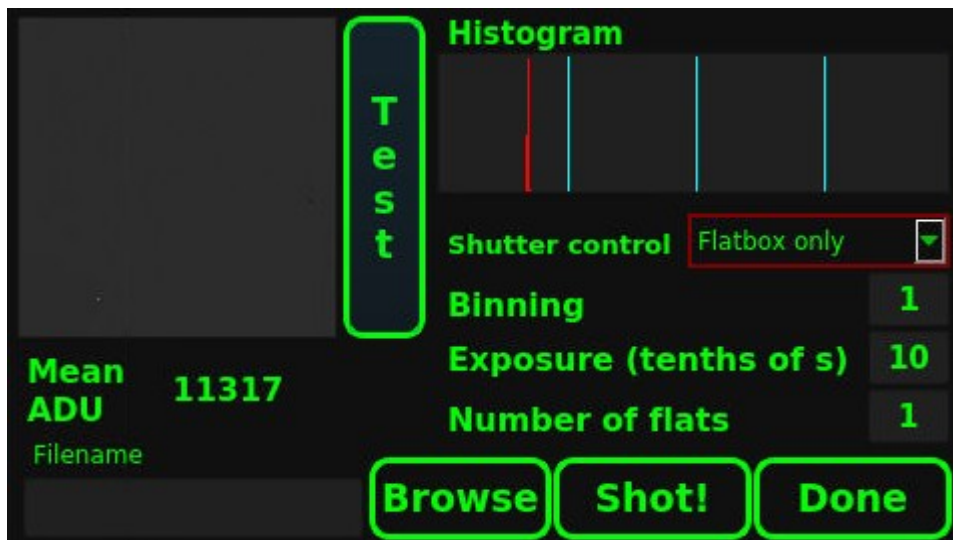 Histogram
Test
Shutter control Flatbox only
Binning 1
Exposure (tenths of s) 10
Mean ADU 11317
Number of flats 1
Filename
Browse Shot! Done